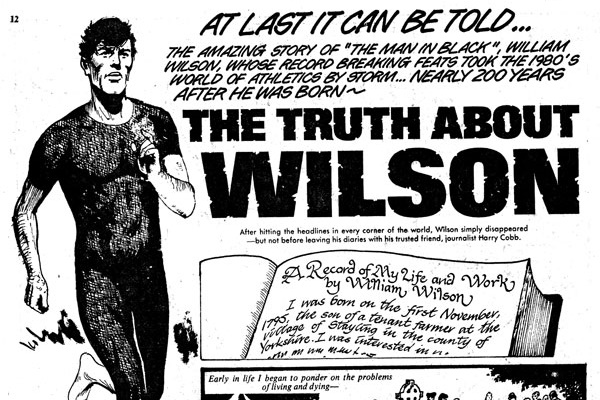 12
AT LAST IT CAN BE TOLD...
THE AMAZING STORY OF "THE MAN IN BLACK", WILLIAM
WILSON, WHOSE RECORD BREAKING FEATS TOOK THE 1980'S
WORLD OF ATHLETICS BY STORM... NEARLY 200 YEARS
AFTER HE WAS BORN~
THE TRUTH ABOUT
WILSON
After hitting the headlines in every corner of the world, Wilson simply disappeared
—but not before leaving his diaries with his trusted friend, journalist Harry Cobb.
A Record of My Life and Work
by William Wilson
I was born on the first November,
1795, the son of a tenant farmer at the
village of Stayling in the county of
Yorkshire. I was interested in
Early in life I began to ponder on the problems
of living and dying—